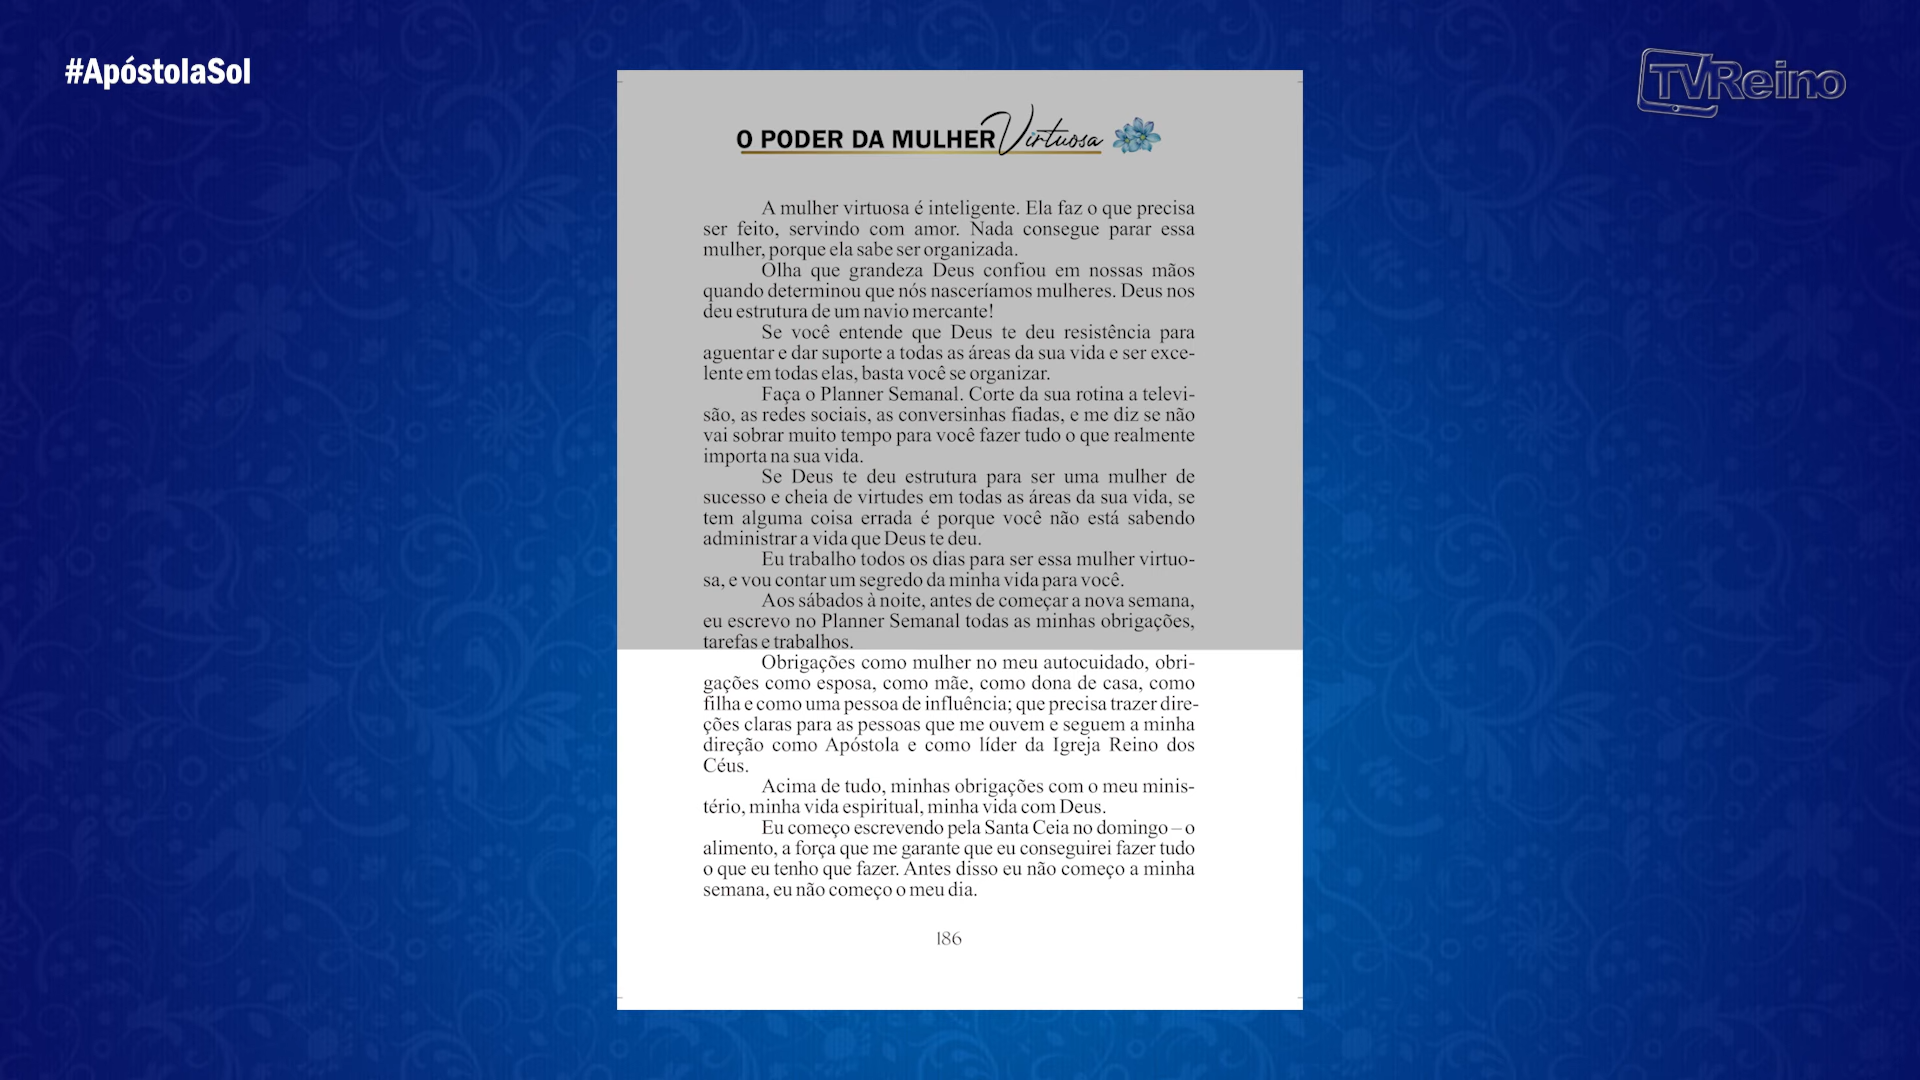 #ApóstolaSol
TVReino
O PODER DA MULHER Virtuosa
A mulher virtuosa é inteligente. Ela faz o que precisa
ser feito, servindo com amor. Nada consegue parar essa
mulher, porque ela sabe ser organizada.
Olha que grandeza Deus confiou em nossas mãos
quando determinou que nós nasceríamos mulheres. Deus nos
deu estrutura de um navio mercante!
Se você entende que Deus te deu resistência para
aguentar e dar suporte a todas as áreas da sua vida e ser exce-
lente em todas elas, basta você se organizar.
Faça o Planner Semanal. Corte da sua rotina a televi-
são, as redes sociais, as conversinhas fiadas, e me diz se não
vai sobrar muito tempo para você fazer tudo o que realmente
importa na sua vida.
Se Deus te deu estrutura para ser uma mulher de
sucesso e cheia de virtudes em todas as áreas da sua vida, se
tem alguma coisa errada é porque você não está sabendo
administrar a vida que Deus te deu.
Eu trabalho todos os dias para ser essa mulher virtuo-
sa, e vou contar um segredo da minha vida para você.
Aos sábados à noite, antes de começar a nova semana,
eu escrevo no Planner Semanal todas as minhas obrigações,
tarefas e trabalhos.
Obrigações como mulher no meu autocuidado, obri-
gações como esposa, como mãe, como dona de casa, como
filha e como uma pessoa de influência; que precisa trazer dire-
ções claras para as pessoas que me ouvem e seguem a minha
direção como Apóstola e como líder da Igreja Reino dos
Céus.
Acima de tudo, minhas obrigações com o meu minis-
tério, minha vida espiritual, minha vida com Deus.
Eu começo escrevendo pela Santa Ceia no domingo – o
alimento, a força que me garante que eu conseguirei fazer tudo
o que eu tenho que fazer. Antes disso eu não começo a minha
semana, eu não começo o meu dia.
186